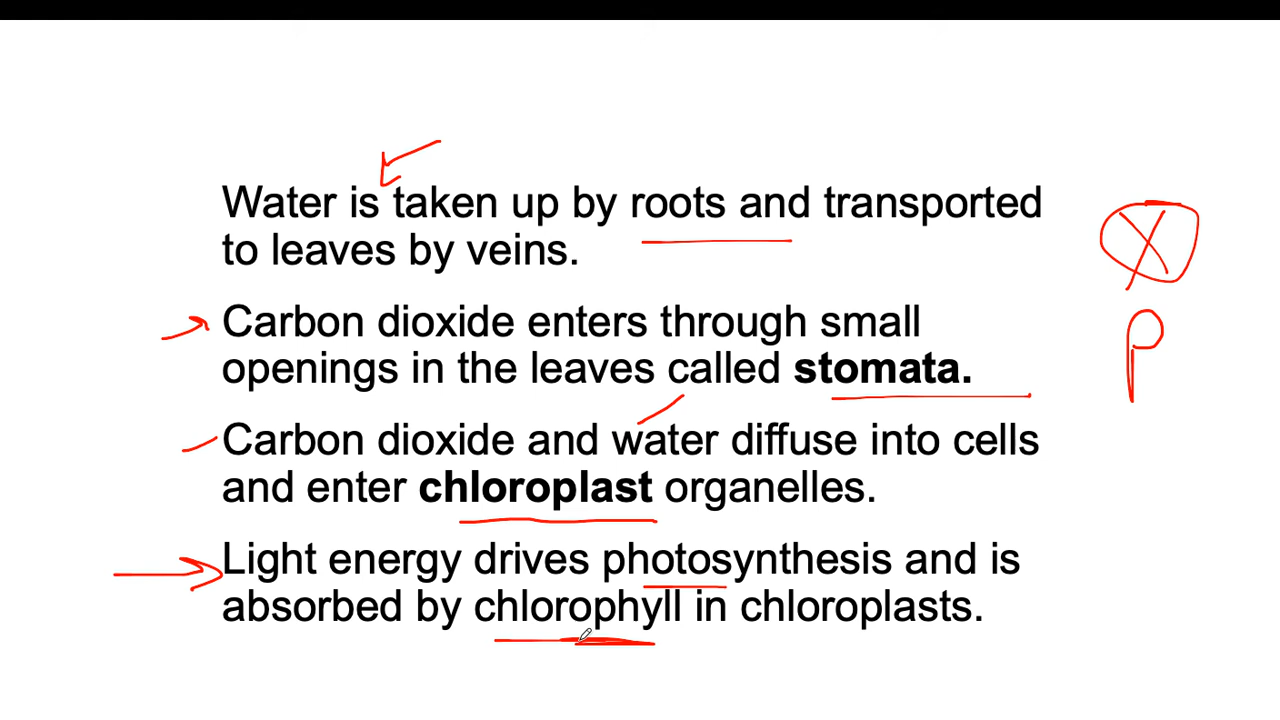 Water is taken up by roots and transported
to leaves by veins.
Carbon dioxide enters through small
openings in the leaves called stomata.
Carbon dioxide and water diffuse into cells
and enter chloroplast organelles.
Light energy drives photosynthesis and is
absorbed by chlorophyll in chloroplasts.
X
P